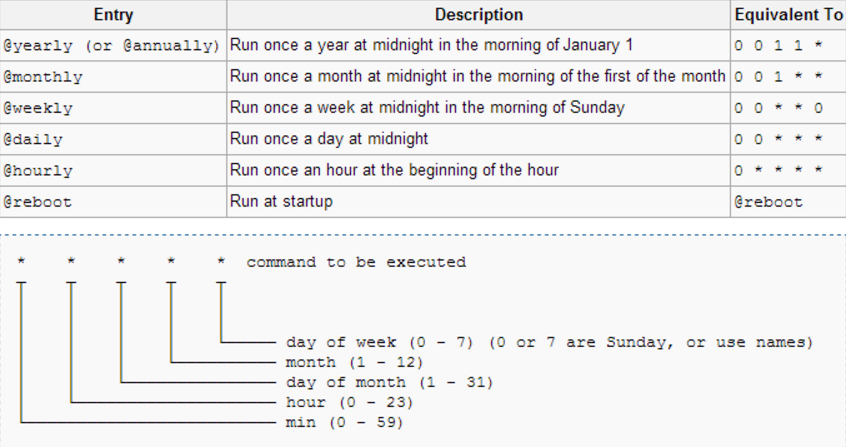 Entry Description Equivalent To
@yearly (or @annually) Run once a year at midnight in the morning of January 1 0 0 1 1 *
@monthly Run once a month at midnight in the morning of the first of the month 0 0 1 * *
@weekly Run once a week at midnight in the morning of Sunday 0 0 * * 0
@daily Run once a day at midnight 0 0 * * *
@hourly Run once an hour at the beginning of the hour 0 * * * *
@reboot Run at startup @reboot
* * * * * command to be executed
day of week (0 - 7) (0 or 7 are Sunday, or use names)
month (1 - 12)
day of month (1 - 31)
hour (0 - 23)
min (0 - 59)